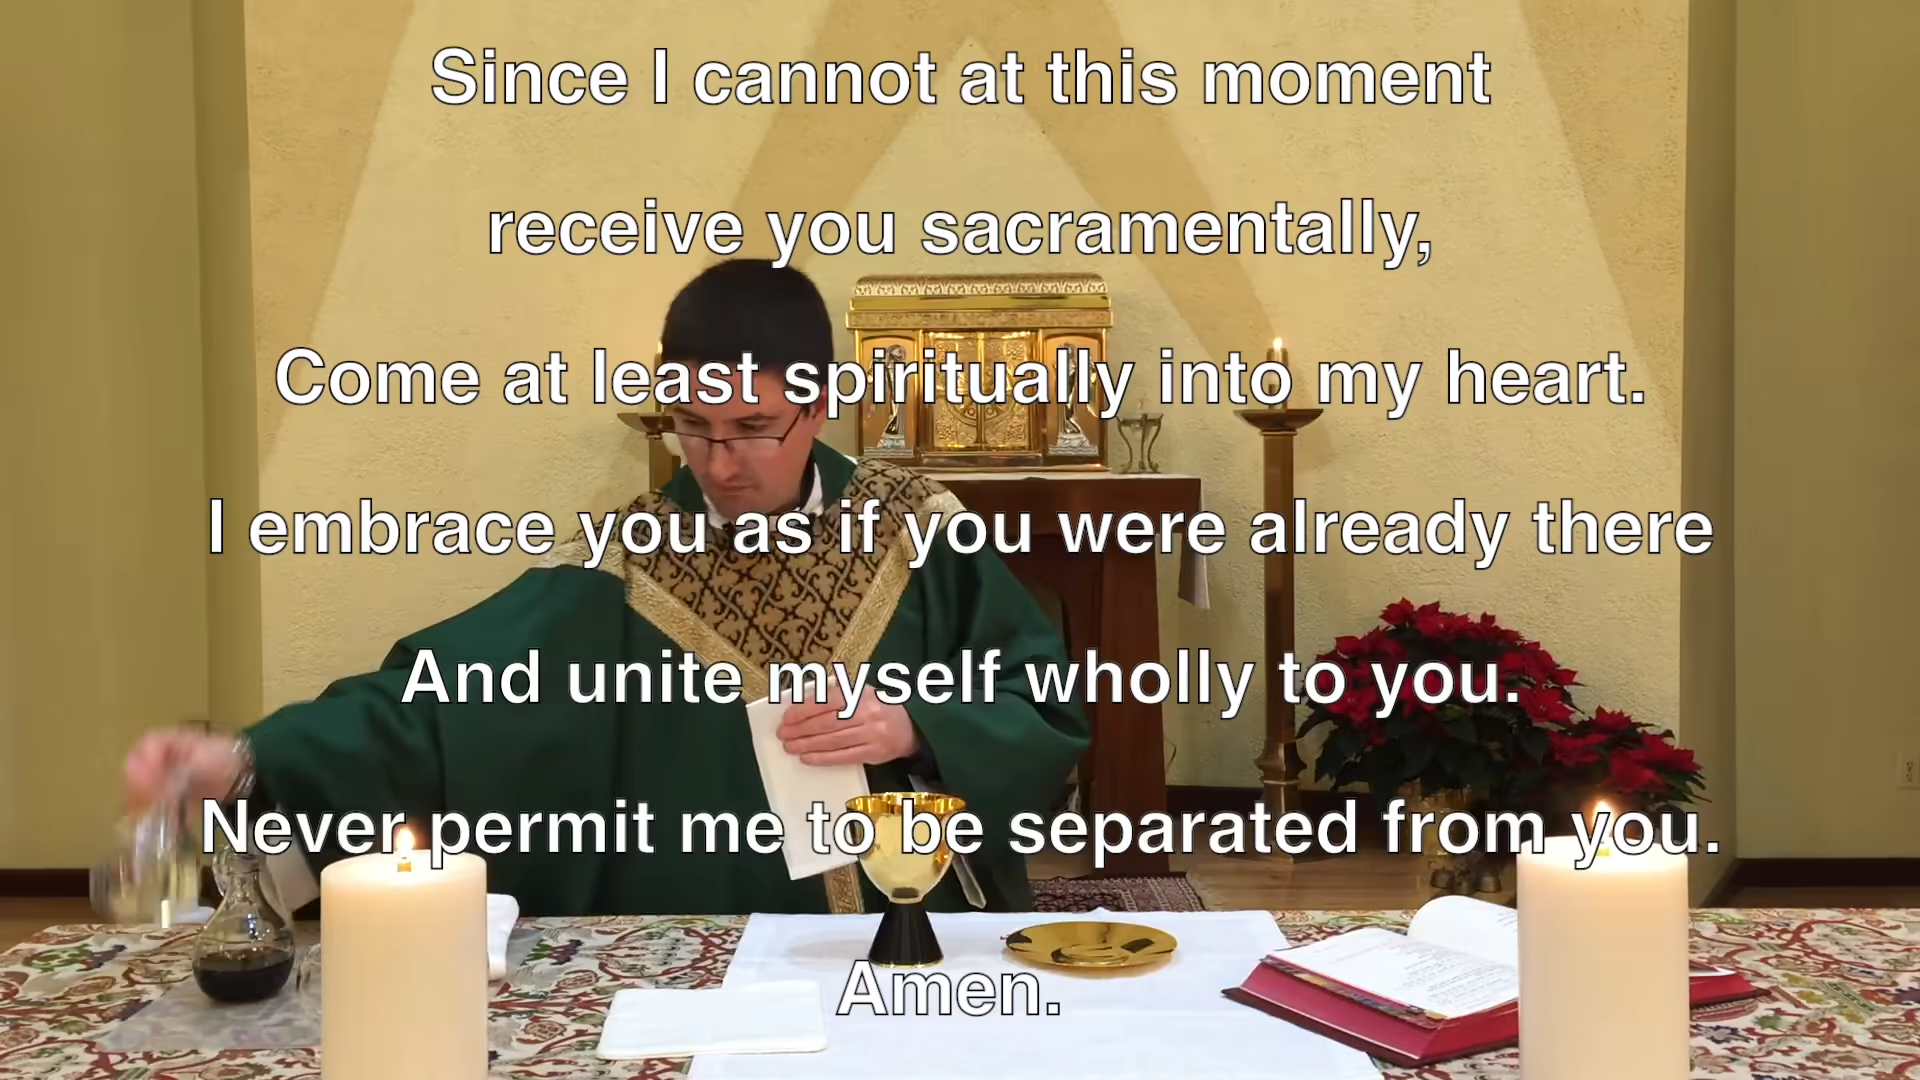 Since I cannot at this moment
receive you sacramentally,
Come at least spiritually into my heart.
I embrace you as if you were already there
And unite myself wholly to you.
Never permit me to be separated from you.
Amen.